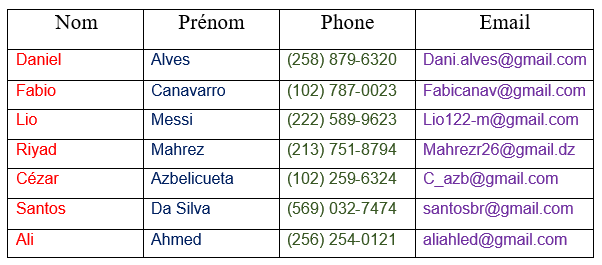 Nom Prénom Phone Email
Daniel Alves (258) 879-6320 Dani.alves@gmail.com
Fabio Canavarro (102) 787-0023 Fabicanav@gmail.com
Lio Messi (222) 589-9623 Lio122-m@gmail.com
Riyad Mahrez (213) 751-8794 Mahrezr26@gmail.dz
Cézar Azbelicueta (102) 259-6324 C_azb@gmail.com
Santos Da Silva (569) 032-7474 santosbr@gmail.com
Ali Ahmed (256) 254-0121 aliahled@gmail.com